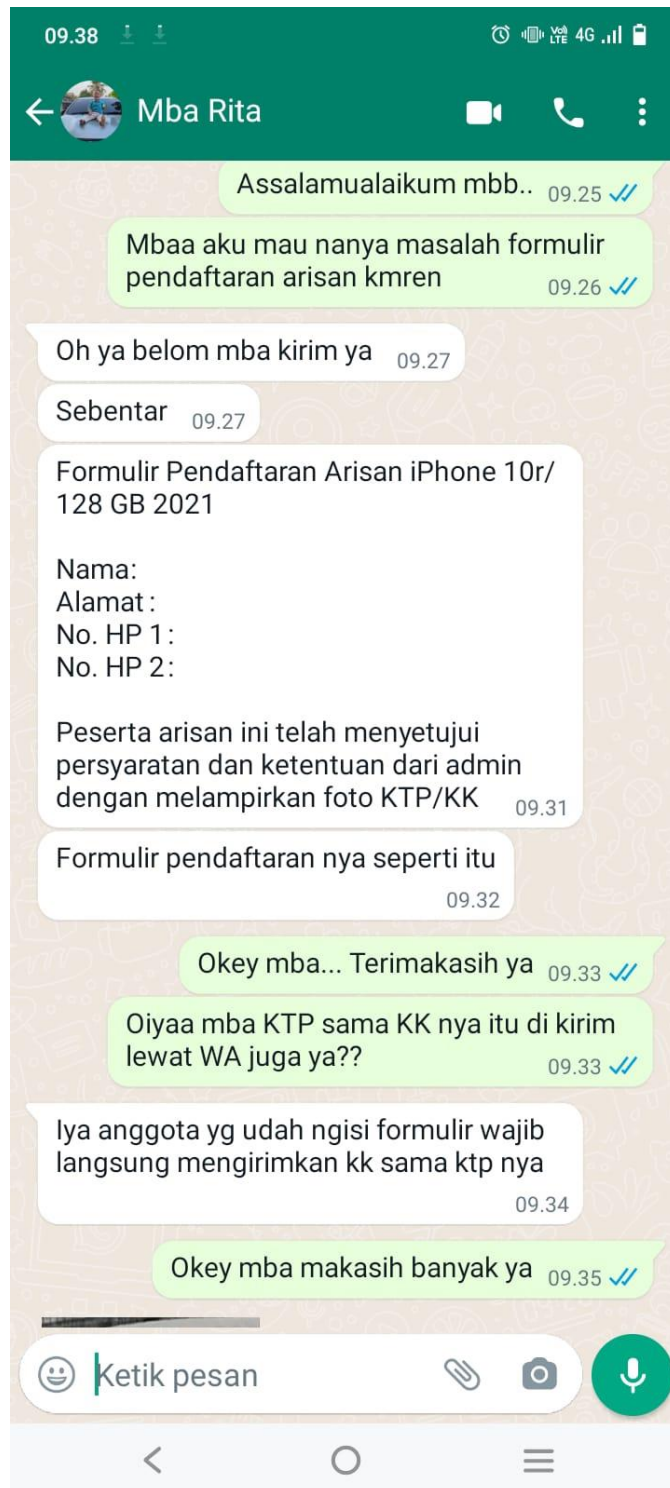 09.38
Vo) LTE 4G
Mba Rita
Assalamualaikum mbb.. 09.25
Mbaa aku mau nanya masalah formulir
pendaftaran arisan kmren 09.26
Oh ya belom mba kirim ya 09.27
Sebentar 09.27
Formulir Pendaftaran Arisan iPhone 10r/
128 GB 2021
Nama:
Alamat :
No. HP 1 :
No. HP 2 :
Peserta arisan ini telah menyetujui
persyaratan dan ketentuan dari admin
dengan melampirkan foto KTP/KK 09.31
Formulir pendaftaran nya seperti itu
09.32
Okey mba... Terimakasih ya 09.33
Oiyaa mba KTP sama KK nya itu di kirim
lewat WA juga ya?? 09.33
Iya anggota yg udah ngisi formulir wajib
langsung mengirimkan kk sama ktp nya
09.34
Okey mba makasih banyak ya 09.35
Ketik pesan